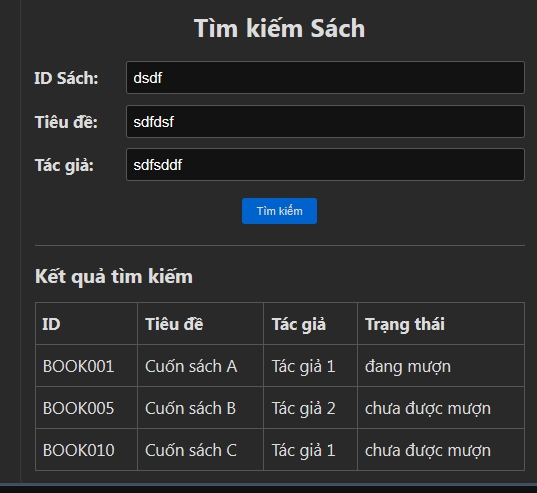 Tìm kiếm Sách
ID Sách: dsdf
Tiêu đề: sdfdsf
Tác giả: sdfsddf
Tìm kiếm
Kết quả tìm kiếm
ID Tiêu đề Tác giả Trạng thái
BOOK001 Cuốn sách A Tác giả 1 đang mượn
BOOK005 Cuốn sách B Tác giả 2 chưa được mượn
BOOK010 Cuốn sách C Tác giả 1 chưa được mượn